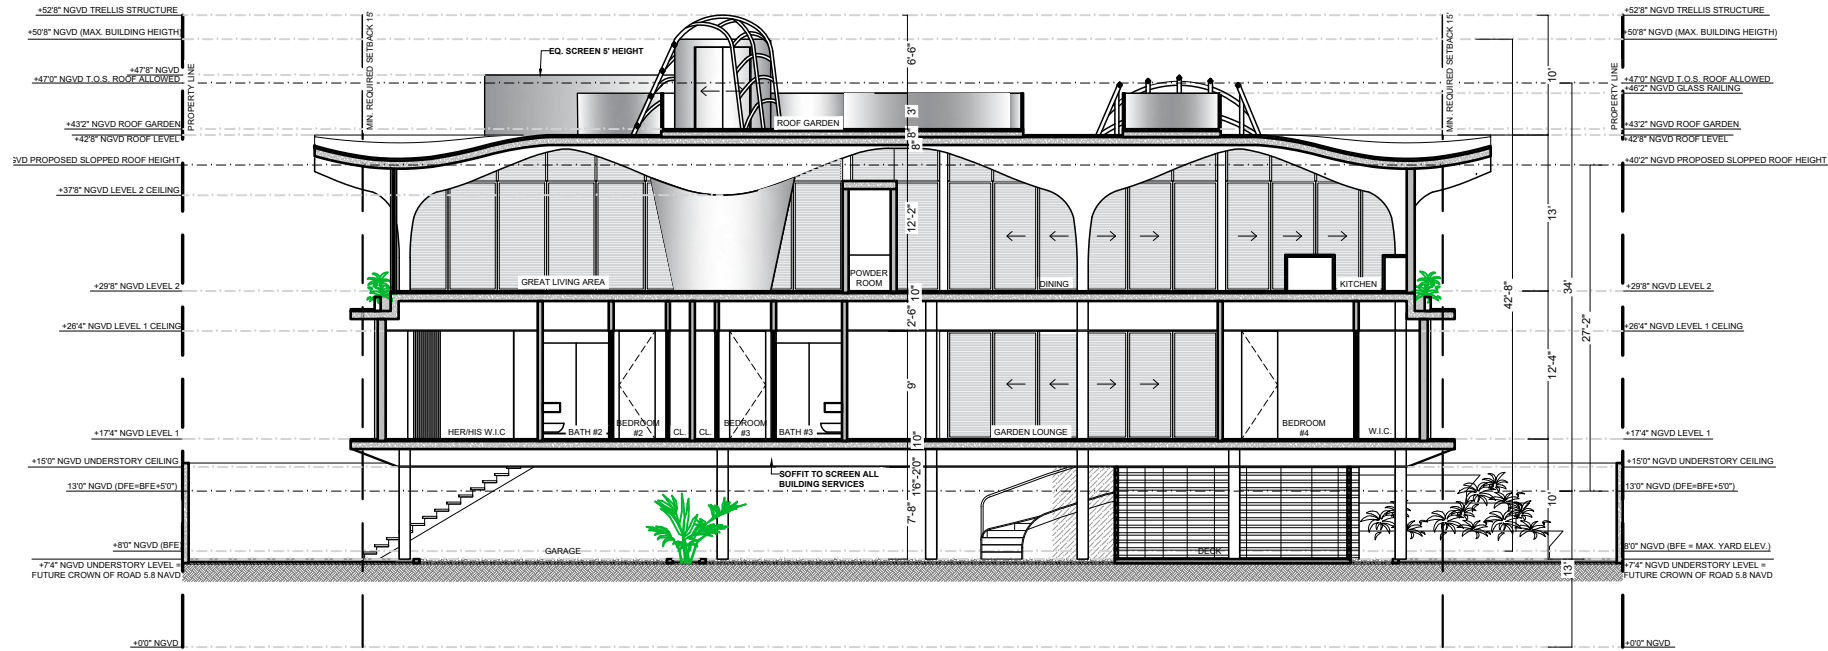 +52'8" NGVD TRELLIS STRUCTURE
+50'8" NGVD (MAX. BUILDING HEIGTH)
+47'8" NGVD
+47'0" NGVD T.O.S. ROOF ALLOWED
+43'2" NGVD ROOF GARDEN
+42'8" NGVD ROOF LEVEL
NGVD PROPOSED SLOPPED ROOF HEIGHT
+37'8" NGVD LEVEL 2 CEILING
+29'8" NGVD LEVEL 2
+26'4" NGVD LEVEL 1 CELING
+17'4" NGVD LEVEL 1
+15'0" NGVD UNDERSTORY CEILING
13'0" NGVD (DFE=BFE+5'0")
+8'0" NGVD (BFE
+7'4" NGVD UNDERSTORY LEVEL =
FUTURE CROWN OF ROAD 5.8 NAVD
+0'0" NGVD
PROPERTY LINE
MIN. REQUIRED SETBACK 15'
EQ. SCREEN 5' HEIGHT
ROOF GARDEN
GREAT LIVING AREA
POWDER
ROOM
DINING
KITCHEN
HER/HIS W.I.C
BATH #2
BEDROOM
#2
CL.
CL.
BEDROOM
#3
BATH #3
GARDEN LOUNGE
BEDROOM
#4
W.I.C.
SOFFIT TO SCREEN ALL
BUILDING SERVICES
GARAGE
DECK
6'-6"
3'
8"
8"
12'-2"
10"
2'-6"
9'
10"
2'0"
1'6"
7'-8"
42'-8"
10'
13'
34'
12'-4"
10'
13'
27'-2"
MIN. REQUIRED SETBACK 15'
PROPERTY LINE
+52'8" NGVD TRELLIS STRUCTURE
+50'8" NGVD (MAX. BUILDING HEIGTH)
+47'0" NGVD T.O.S. ROOF ALLOWED
+46'2" NGVD GLASS RAILING
+43'2" NGVD ROOF GARDEN
+42'8" NGVD ROOF LEVEL
+40'2" NGVD PROPOSED SLOPPED ROOF HEIGHT
+29'8" NGVD LEVEL 2
+26'4" NGVD LEVEL 1 CELING
+17'4" NGVD LEVEL 1
+15'0" NGVD UNDERSTORY CEILING
13'0" NGVD (DFE=BFE+5'0")
8'0" NGVD (BFE = MAX. YARD ELEV.)
+7'4" NGVD UNDERSTORY LEVEL =
FUTURE CROWN OF ROAD 5.8 NAVD
+0'0" NGVD